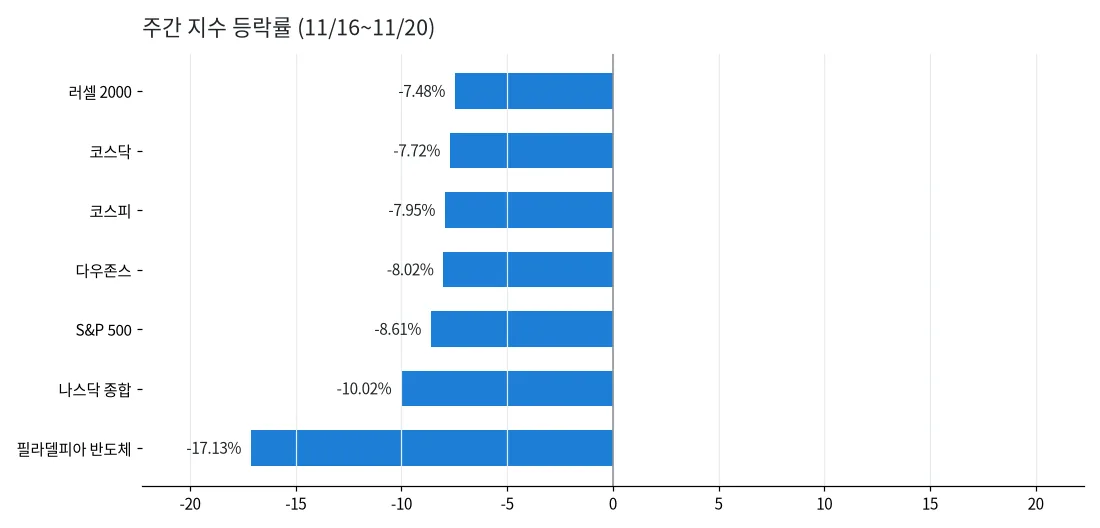 주간 지수 등락률 (11/16~11/20)
러셀 2000 -7.48%
코스닥 -7.72%
코스피 -7.95%
다우존스 -8.02%
S&P 500 -8.61%
나스닥 종합 -10.02%
필라델피아 반도체 -17.13%
-20 -15 -10 -5 0 5 10 15 20